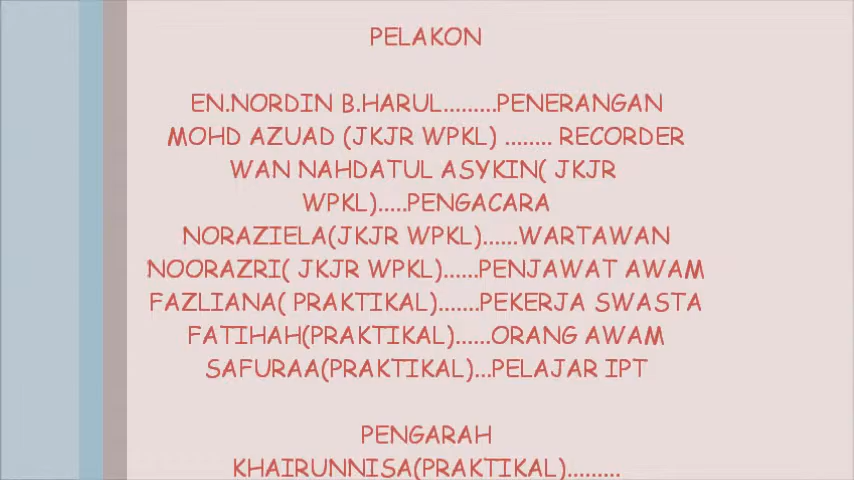 PELAKON
EN.NORDIN B.HARUL.........PENERANGAN
MOHD AZUAD (JKJR WPKL) ........ RECORDER
WAN NAHDATUL ASYKIN( JKJR
WPKL).....PENGACARA
NORAZIELA(JKJR WPKL)......WARTAWAN
NOORAZRI( JKJR WPKL)......PENJAWAT AWAM
FAZLIANA( PRAKTIKAL).......PEKERJA SWASTA
FATIHAH(PRAKTIKAL)......ORANG AWAM
SAFURAA(PRAKTIKAL)...PELAJAR IPT
PENGARAH
KHAIRUNNISA(PRAKTIKAL).........